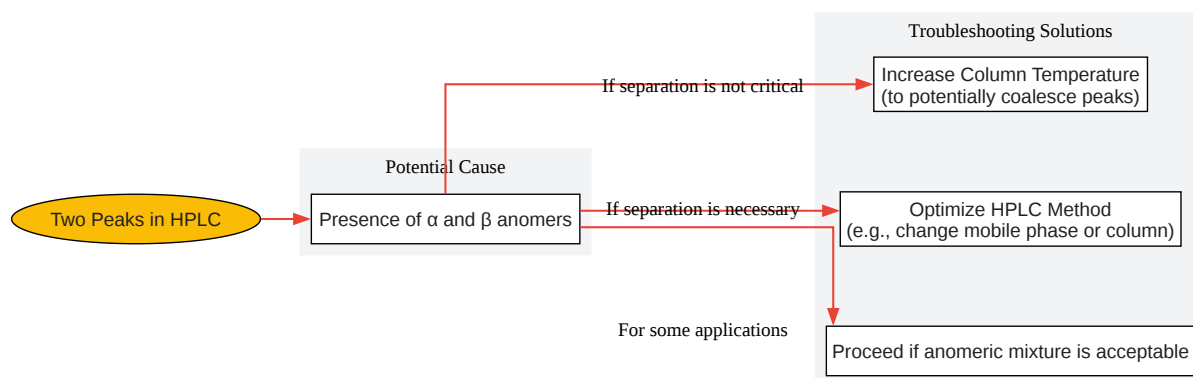 Troubleshooting Solutions
If separation is not critical
Increase Column Temperature
(to potentially coalesce peaks)
Potential Cause
Two Peaks in HPLC
Presence of α and β anomers
If separation is necessary
Optimize HPLC Method
(e.g., change mobile phase or column)
For some applications
Proceed if anomeric mixture is acceptable